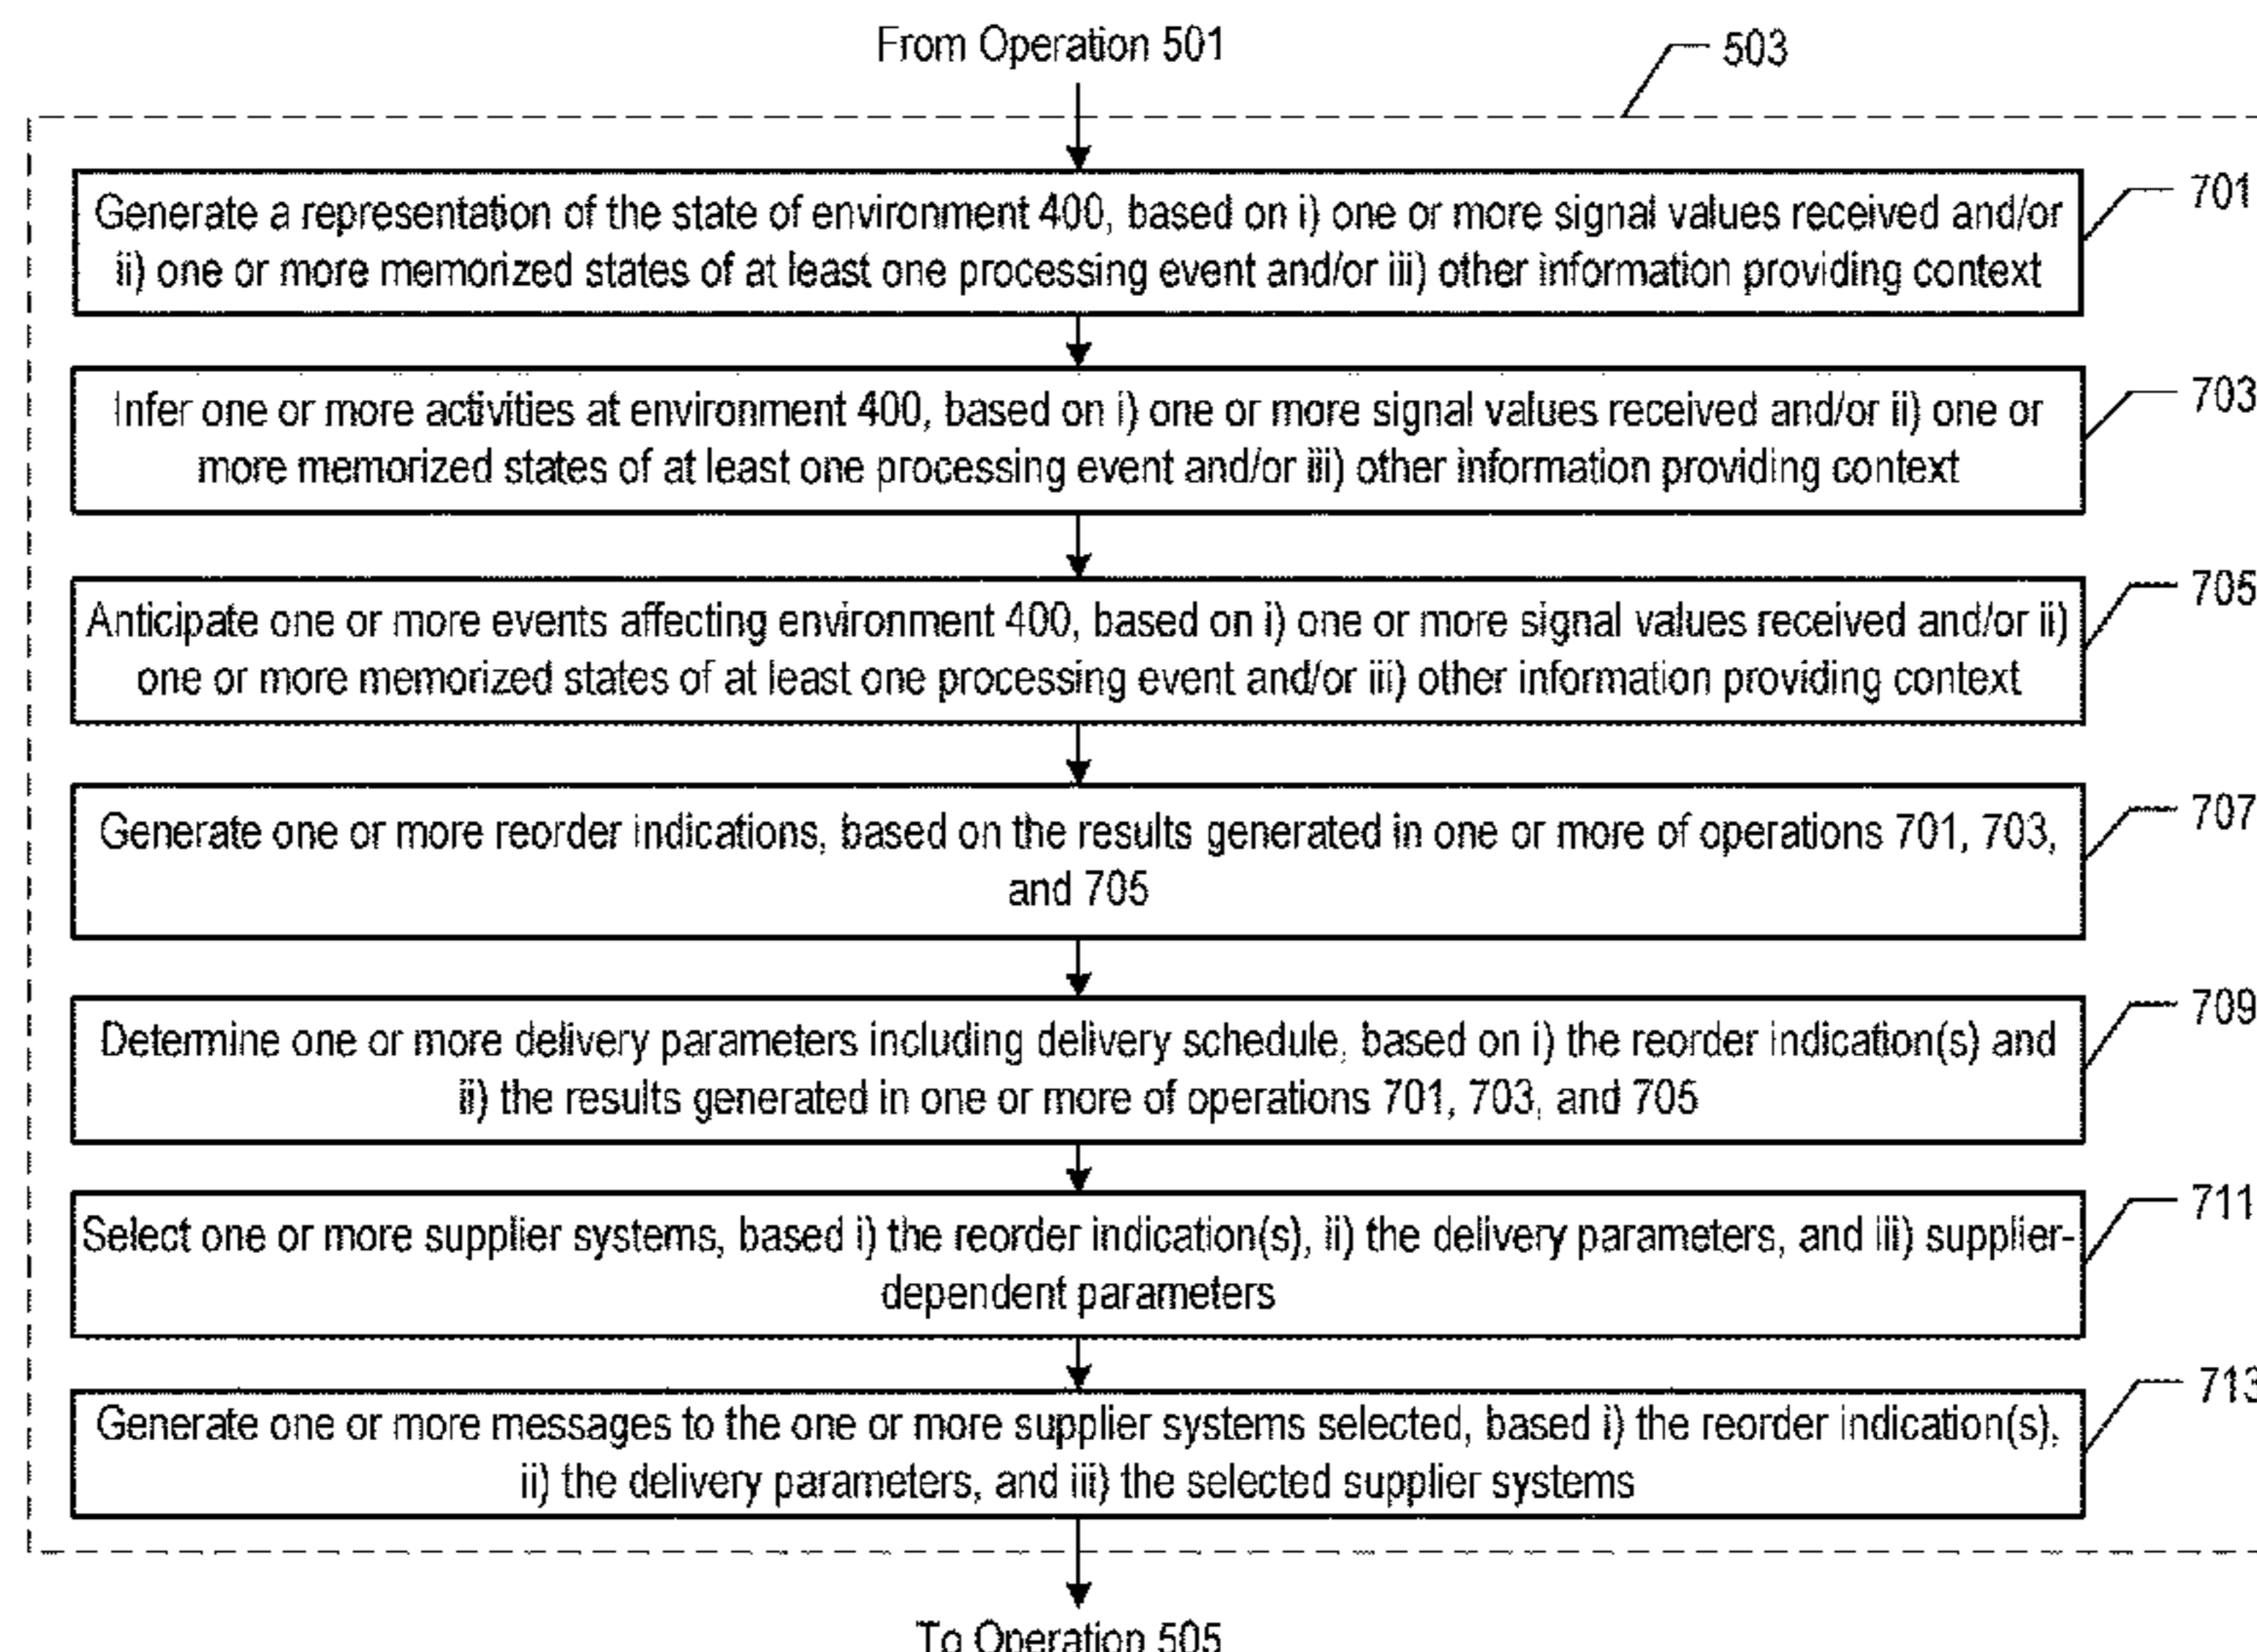 From Operation 501
503
Generate a representation of the state of environment 400, based on i) one or more signal values received and/or
ii) one or more memorized states of at least one processing event and/or iii) other information providing context
701
Infer one or more activities at environment 400, based on i) one or more signal values received and/or ii) one or
more memorized states of at least one processing event and/or iii) other information providing context
703
Anticipate one or more events affecting environment 400, based on i) one or more signal values received and/or ii)
one or more memorized states of at least one processing event and/or iii) other information providing context
705
Generate one or more reorder indications, based on the results generated in one or more of operations 701, 703,
and 705
707
Determine one or more delivery parameters including delivery schedule, based on i) the reorder indication(s) and
ii) the results generated in one or more of operations 701, 703, and 705
709
Select one or more supplier systems, based i) the reorder indication(s), ii) the delivery parameters, and iii) supplier-
dependent parameters
711
Generate one or more messages to the one or more supplier systems selected, based i) the reorder indication(s),
ii) the delivery parameters, and iii) the selected supplier systems
713
To Operation 505